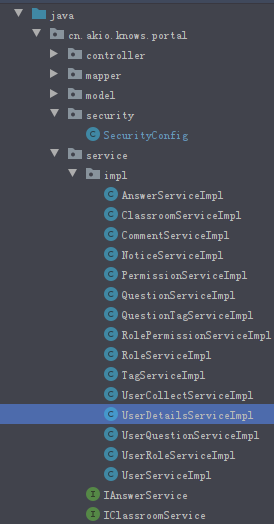 java
cn.akio.knows.portal
controller
mapper
model
security
SecurityConfig
service
impl
AnswerServiceImpl
ClassroomServiceImpl
CommentServiceImpl
NoticeServiceImpl
PermissionServiceImpl
QuestionServiceImpl
QuestionTagServiceImpl
RolePermissionServiceImpl
RoleServiceImpl
TagServiceImpl
UserCollectServiceImpl
UserDetailsServiceImpl
UserQuestionServiceImpl
UserRoleServiceImpl
UserServiceImpl
IAnswerService
IClassroomService